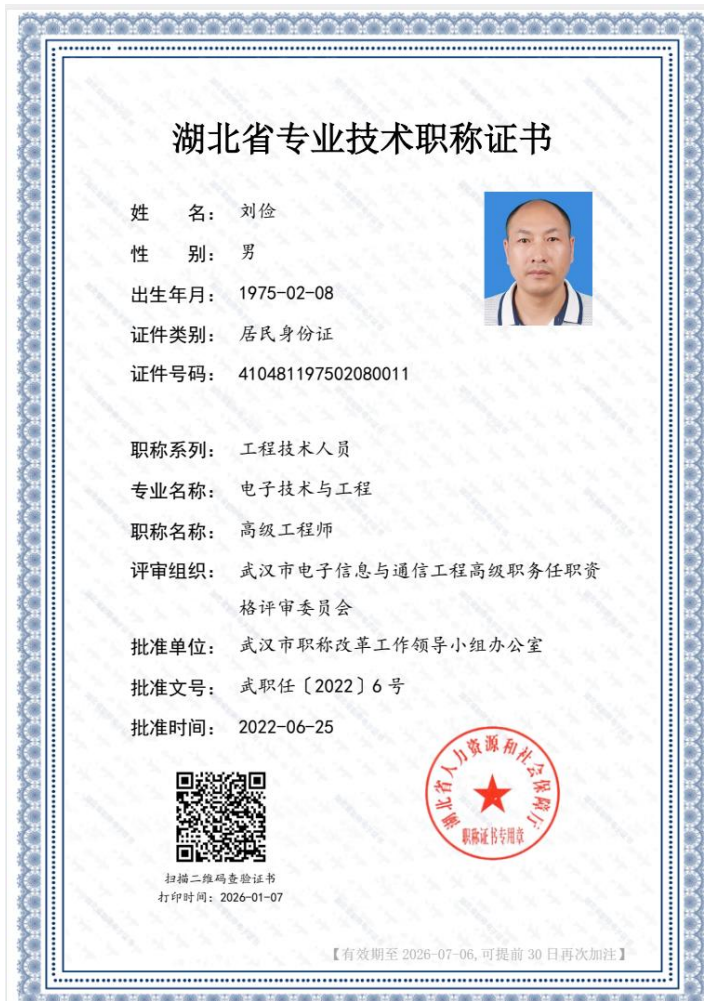 湖北省专业技术职称证书
姓　　名： 刘俭
性　　别： 男
出生年月： 1975-02-08
证件类别： 居民身份证
证件号码： 410481197502080011
职称系列： 工程技术人员
专业名称： 电子技术与工程
职称名称： 高级工程师
评审组织： 武汉市电子信息与通信工程高级职务任职资
格评审委员会
批准单位： 武汉市职称改革工作领导小组办公室
批准文号： 武职任〔2022〕6号
批准时间： 2022-06-25
湖北省人力资源和社会保障厅
职称证书专用章
扫描二维码查验证书
打印时间：2026-01-07
【有效期至 2026-07-06,可提前 30 日再次加注】